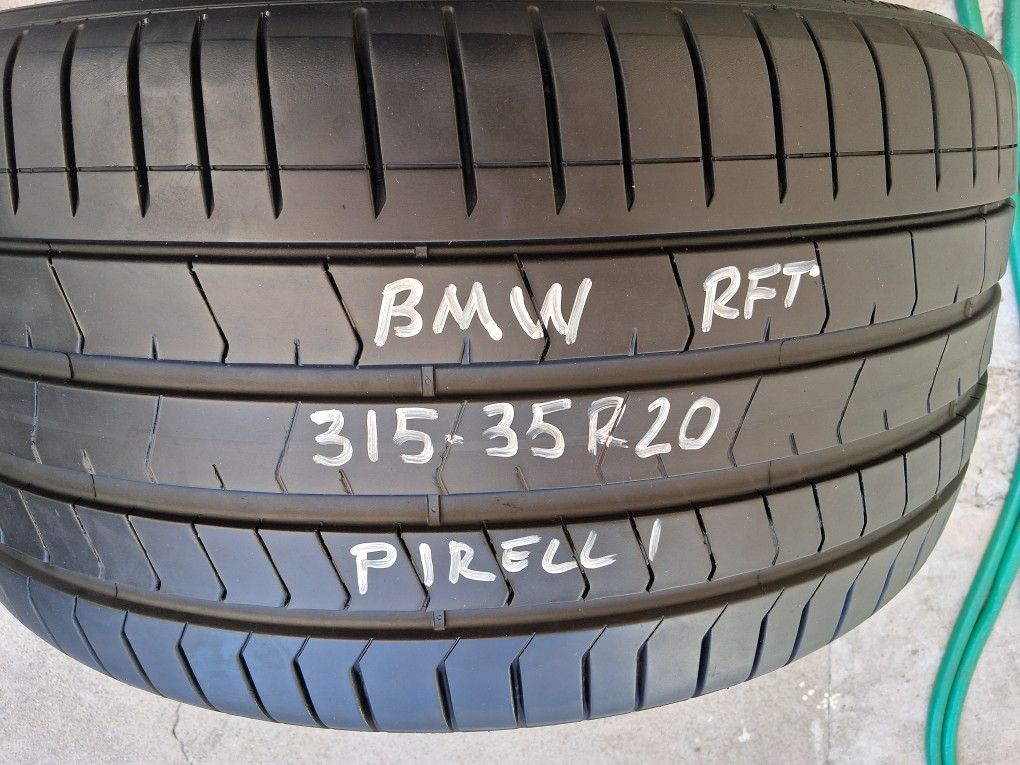 BMW RFT
315-35R20
PIRELLI